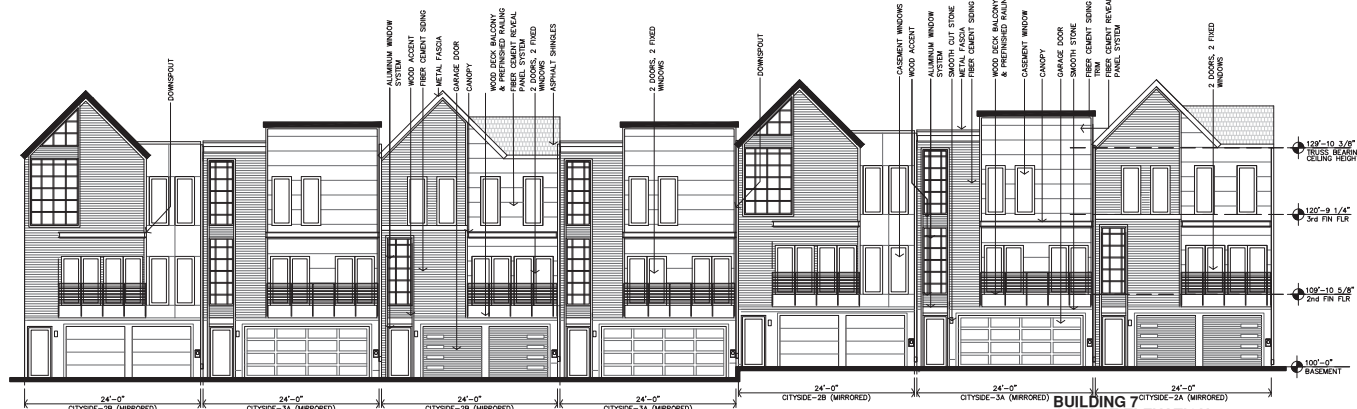 DOWNSPOUT
ALUMINUM WINDOW
SYSTEM
WOOD ACCENT
FIBER CEMENT SIDING
METAL FASCIA
GARAGE DOOR
CANOPY
WOOD DECK BALCONY
& PREFINISHED RAILING
FIBER CEMENT REVEAL
PANEL SYSTEM
2 DOORS, 2 FIXED
WINDOWS
ASPHALT SHINGLES
2 DOORS, 2 FIXED
WINDOWS
DOWNSPOUT
CASEMENT WINDOWS
WOOD ACCENT
ALUMINUM WINDOW
SYSTEM
SMOOTH CUT STONE
METAL FASCIA
FIBER CEMENT SIDING
WOOD DECK BALCONY
& PREFINISHED RAILIN
CASEMENT WINDOW
CANOPY
GARAGE DOOR
SMOOTH STONE
FIBER CEMENT SIDING
TRIM
FIBER CEMENT REVEAL
PANEL SYSTEM
2 DOORS, 2 FIXED
WINDOWS
129'-10 3/8"
TRUSS BEARIN
CEILING HEIGH
120'-9 1/4"
3rd FIN FLR
109'-10 5/8"
2nd FIN FLR
100'-0"
BASEMENT
24'-0"
CITYSIDE-2B (MIRRORED)
24'-0"
CITYSIDE-3A (MIRRORED)
24'-0"
CITYSIDE-2B (MIRRORED)
24'-0"
CITYSIDE-3A (MIRRORED)
24'-0"
CITYSIDE-2B (MIRRORED)
24'-0"
CITYSIDE-3A (MIRRORED)
24'-0"
CITYSIDE-2A (MIRRORED)
BUILDING 7